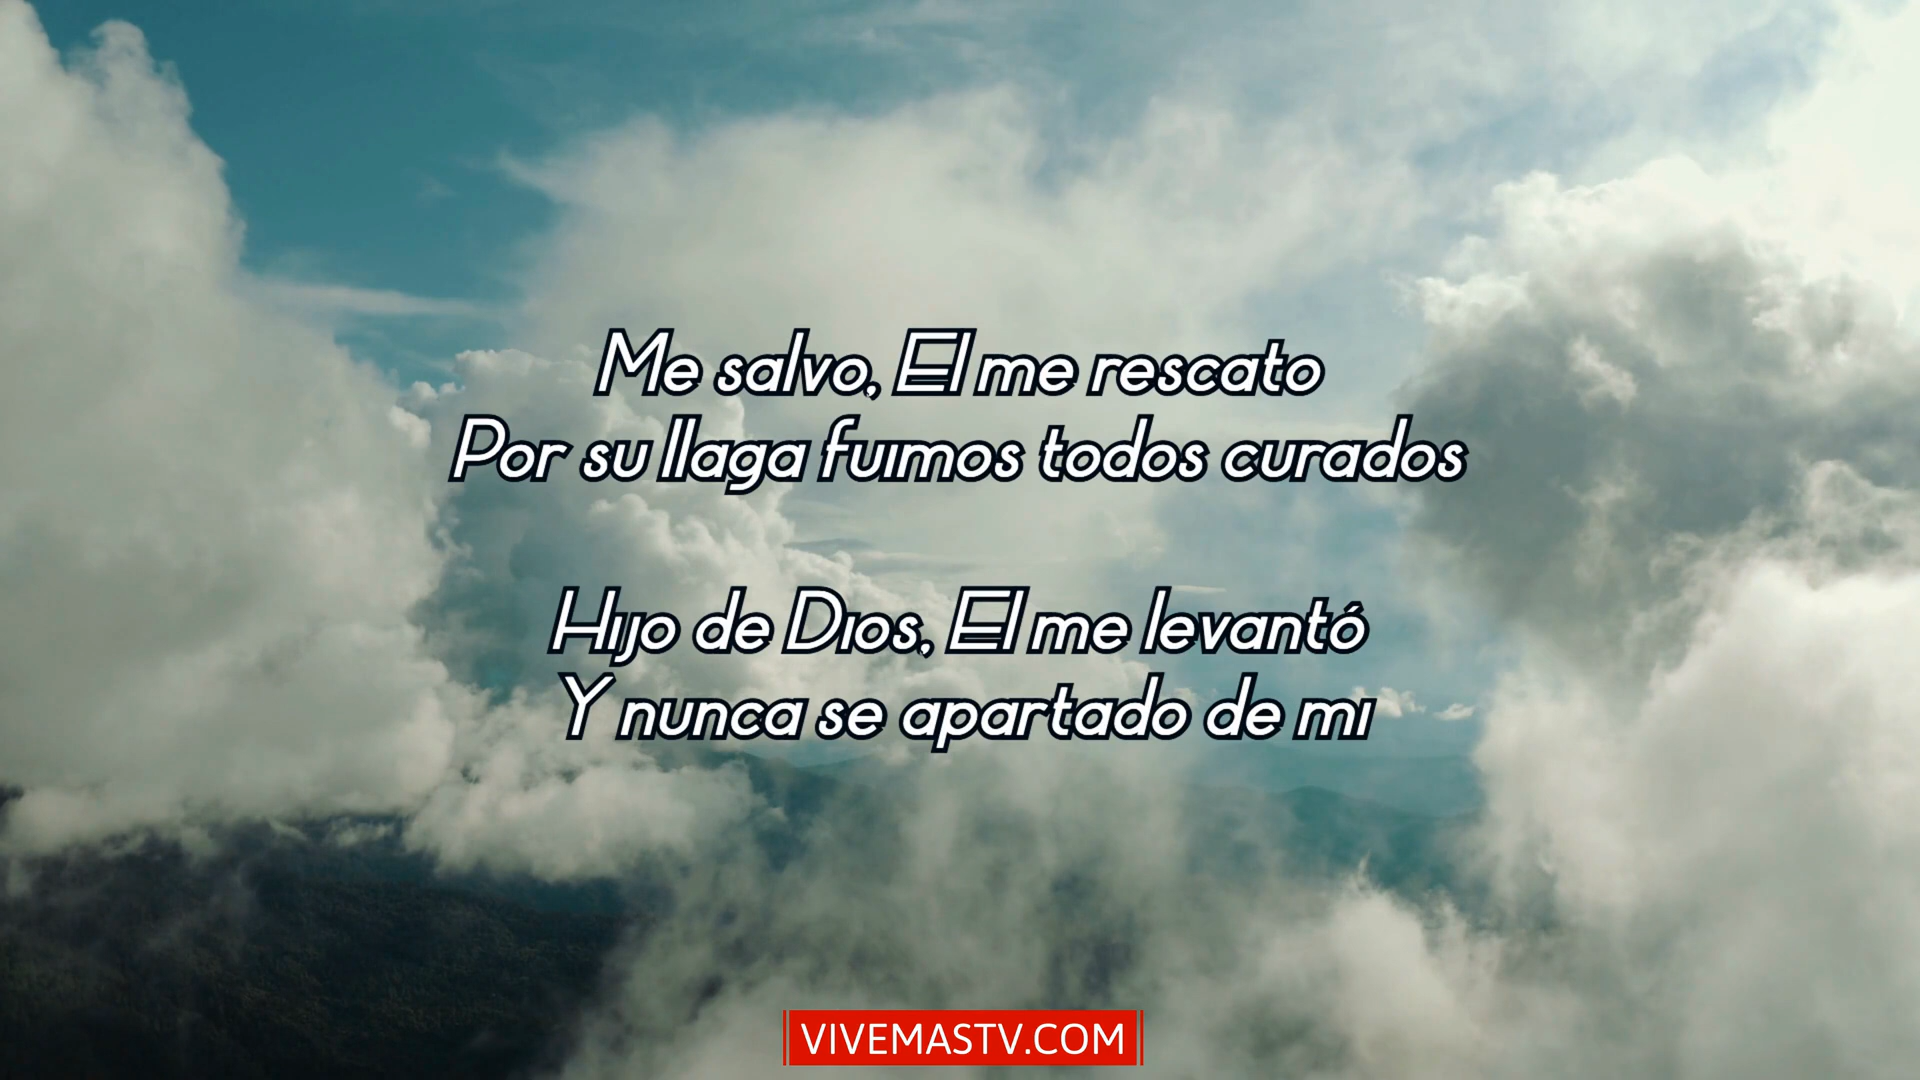 Me salvo, El me rescato
Por su llaga fuimos todos curados
Hijo de Dios, El me levantó
Y nunca se apartado de mi
VIVEMASTV.COM